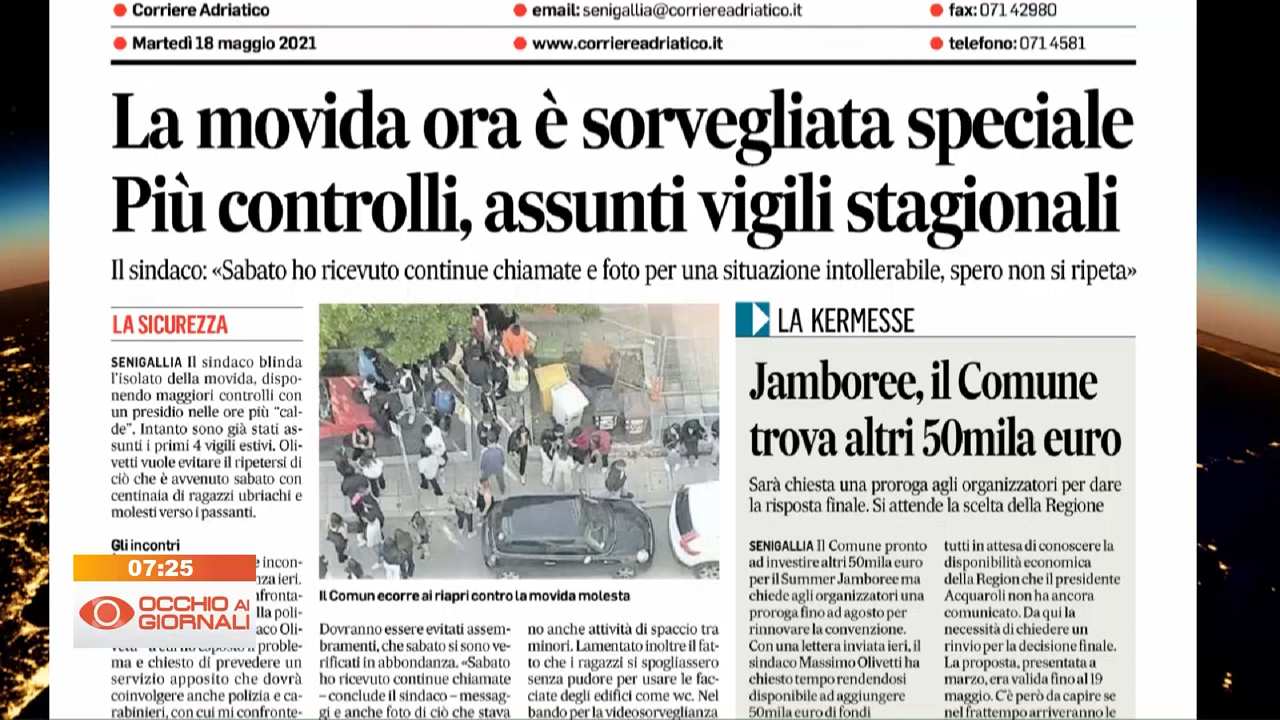 Corriere Adriatico
email: senigallia@corriereadriatico.it
fax: 071 42980
Martedì 18 maggio 2021
www.corriereadriatico.it
telefono: 071 4581
La movida ora è sorvegliata speciale
Più controlli, assunti vigili stagionali
Il sindaco: «Sabato ho ricevuto continue chiamate e foto per una situazione intollerabile, spero non si ripeta»
LA SICUREZZA
SENIGALLIA Il sindaco blinda
l'isolato della movida, dispo-
nendo maggiori controlli con
un presidio nelle ore più "cal-
de". Intanto sono già stati as-
sunti i primi 4 vigili estivi. Oli-
vetti vuole evitare il ripetersi di
ciò che è avvenuto sabato con
centinaia di ragazzi ubriachi e
molesti verso i passanti.
Gli incontri
incon-
nza ieri.
nfronta-
lla poli-
aco Oli-
proble-
ma e chiesto di prevedere un
servizio apposito che dovrà
coinvolgere anche polizia e ca-
rabinieri, con cui mi confronte-
Il Comun ecorre ai riapri contro la movida molesta
Dovranno essere evitati assem-
bramenti, che sabato si sono ve-
rificati in abbondanza. «Sabato
ho ricevuto continue chiamate
–conclude il sindaco – messag-
gi e anche foto di ciò che stava
no anche attività di spaccio tra
minori. Lamentato inoltre il fat-
to che i ragazzi si spogliassero
senza pudore per usare le fac-
ciate degli edifici come wc. Nel
bando per la videosorveglianza
LA KERMESSE
Jamboree, il Comune
trova altri 50mila euro
Sarà chiesta una proroga agli organizzatori per dare
la risposta finale. Si attende la scelta della Regione
SENIGALLIA Il Comune pronto
ad investire altri 50mila euro
per il Summer Jamboree ma
chiede agli organizzatori una
proroga fino ad agosto per
rinnovare la convenzione.
Con una lettera inviata ieri, il
sindaco Massimo Olivetti ha
chiesto tempo rendendosi
disponibile ad aggiungere
50mila euro di fondi
tutti in attesa di conoscere la
disponibilità economica
della Region che il presidente
Acquaroli non ha ancora
comunicato. Da qui la
necessità di chiedere un
rinvio per la decisione finale.
La proposta, presentata a
marzo, era valida fino al 19
maggio. C'è però da capire se
nel frattempo arriveranno le
07:25
OCCHIO AI
GIORNALI